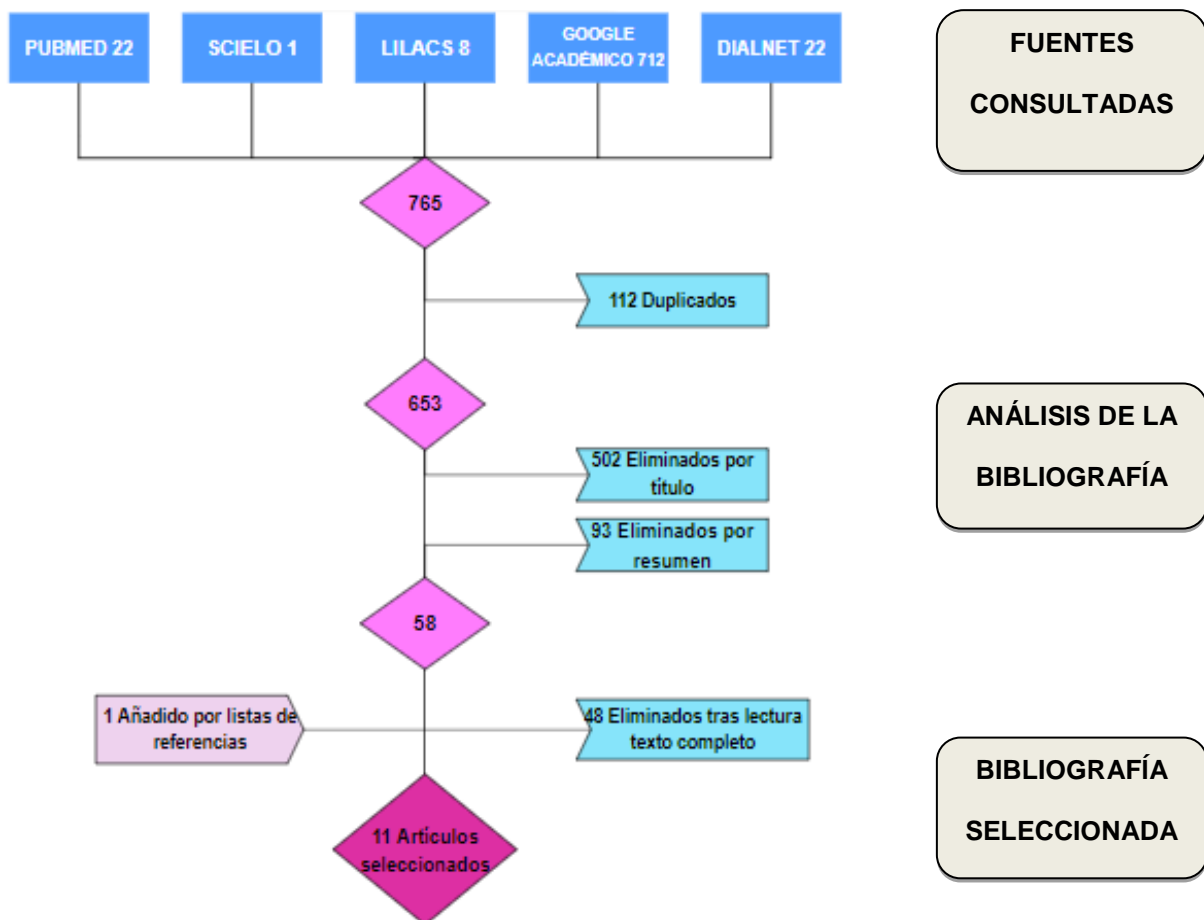 PUBMED 22
SCIELO 1
LILACS 8
GOOGLE
ACADÉMICO 712
DIALNET 22
FUENTES
CONSULTADAS
765
112 Duplicados
653
ANÁLISIS DE LA
BIBLIOGRAFÍA
502 Eliminados por
título
93 Eliminados por
resumen
58
1 Añadido por listas de
referencias
48 Eliminados tras lectura
texto completo
BIBLIOGRAFÍA
SELECCIONADA
11 Artículos
seleccionados